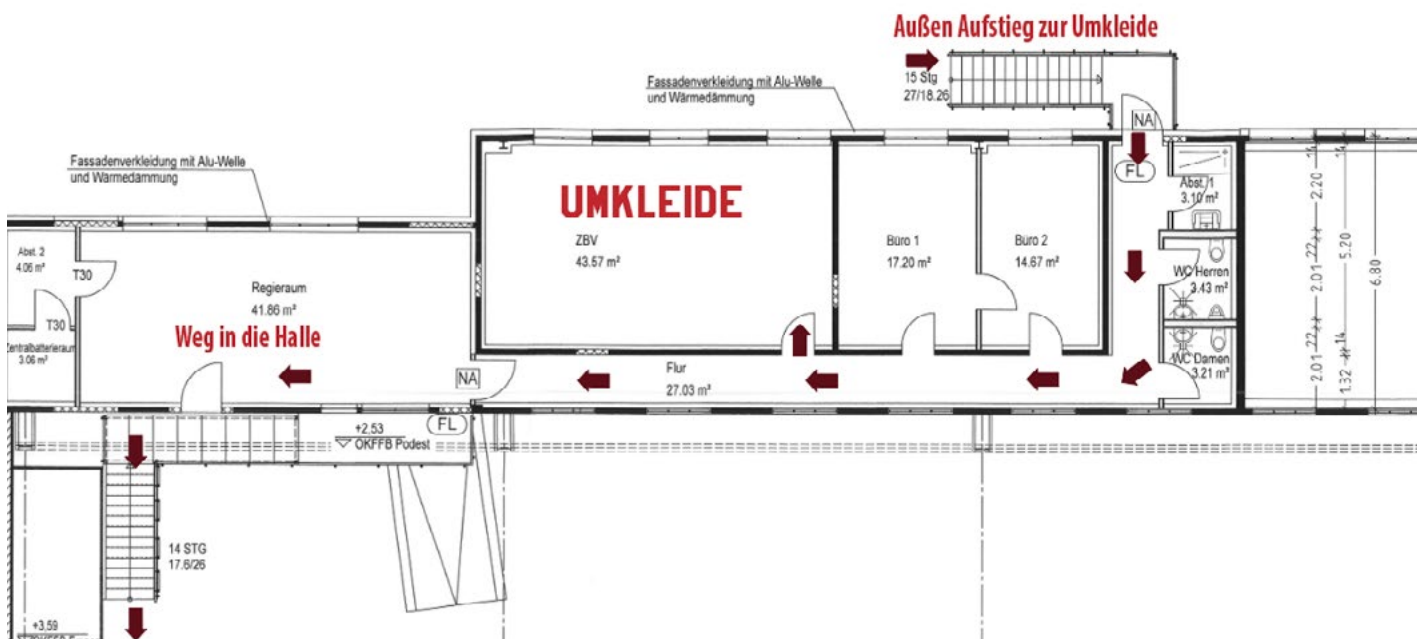 Außen Aufstieg zur Umkleide
15 Stg
27/18.26
Fassadenverkleidung mit Alu-Welle
und Wärmedämmung
NA
FL
Fassadenverkleidung mit Alu-Welle
und Wärmedämmung
UMKLEIDE
ZBV
43.57 m²
Büro 1
17.20 m²
Büro 2
14.67 m²
Abst. 1
3.10 m²
WC Herren
3.43 m²
WC Damen
3.21 m²
2.20
2.01
2.01
1.32
5.20
6.80
Abst. 2
4.06 m²
T30
T30
Zentralbatterieraum
3.06 m²
Regieraum
41.86 m²
Weg in die Halle
NA
Flur
27.03 m²
FL
+2,53
OKFFB Podest
14 STG
17.6/26
+3,59